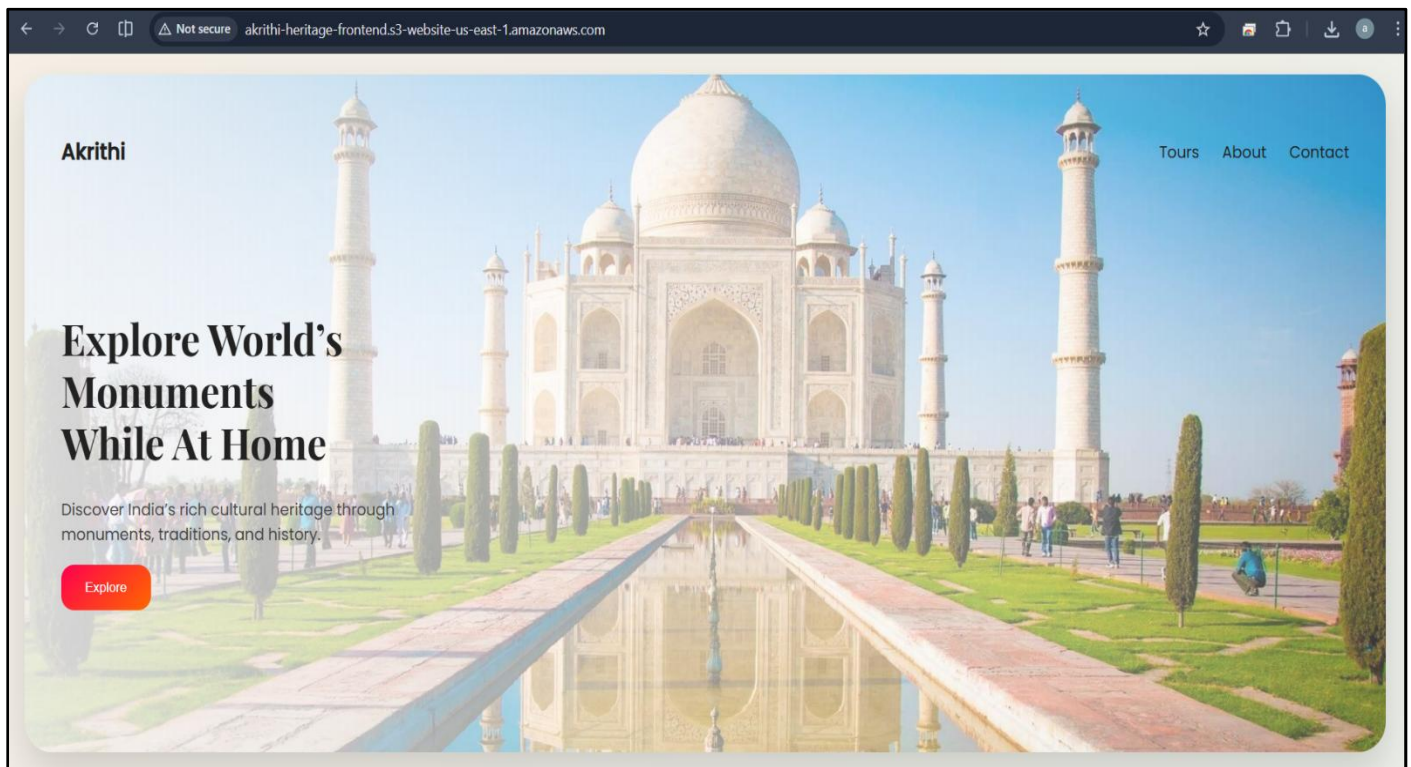 Not secure akrithi-heritage-frontend.s3-website-us-east-1.amazonaws.com
a
Akrithi
Tours About Contact
Explore World’s
Monuments
While At Home
Discover India’s rich cultural heritage through
monuments, traditions, and history.
Explore